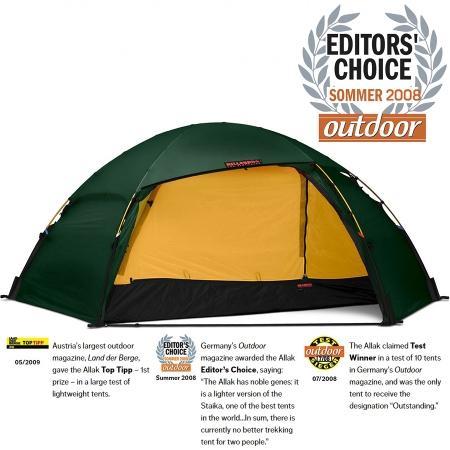 EDITORS'
CHOICE
SOMMER 2008
outdoor
HILLEBERG
TOP TIPP
05/2009
Austria's largest outdoor
magazine, Land der Berge,
gave the Allak Top Tipp – 1st
prize – in a large test of
lightweight tents.
EDITORS'
CHOICE
SOMMER 2008
outdoor
Summer 2008
Germany's Outdoor
magazine awarded the Allak
Editor's Choice, saying:
"The Allak has noble genes: it
is a lighter version of the
Staika, one of the best tents
in the world...In sum, there is
currently no better trekking
tent for two people."
TEST
outdoor
SIEGER
07/2008
The Allak claimed Test
Winner in a test of 10 tents
in Germany's Outdoor
magazine, and was the only
tent to receive the
designation "Outstanding."